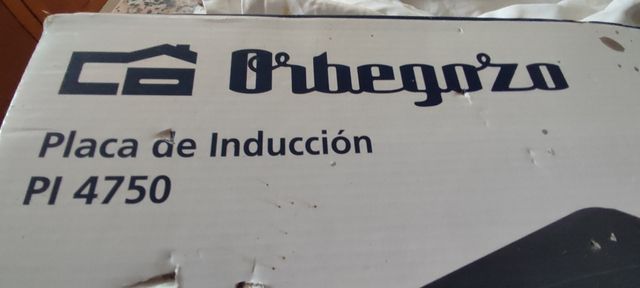 Orbegozo
Placa de Inducción
PI 4750